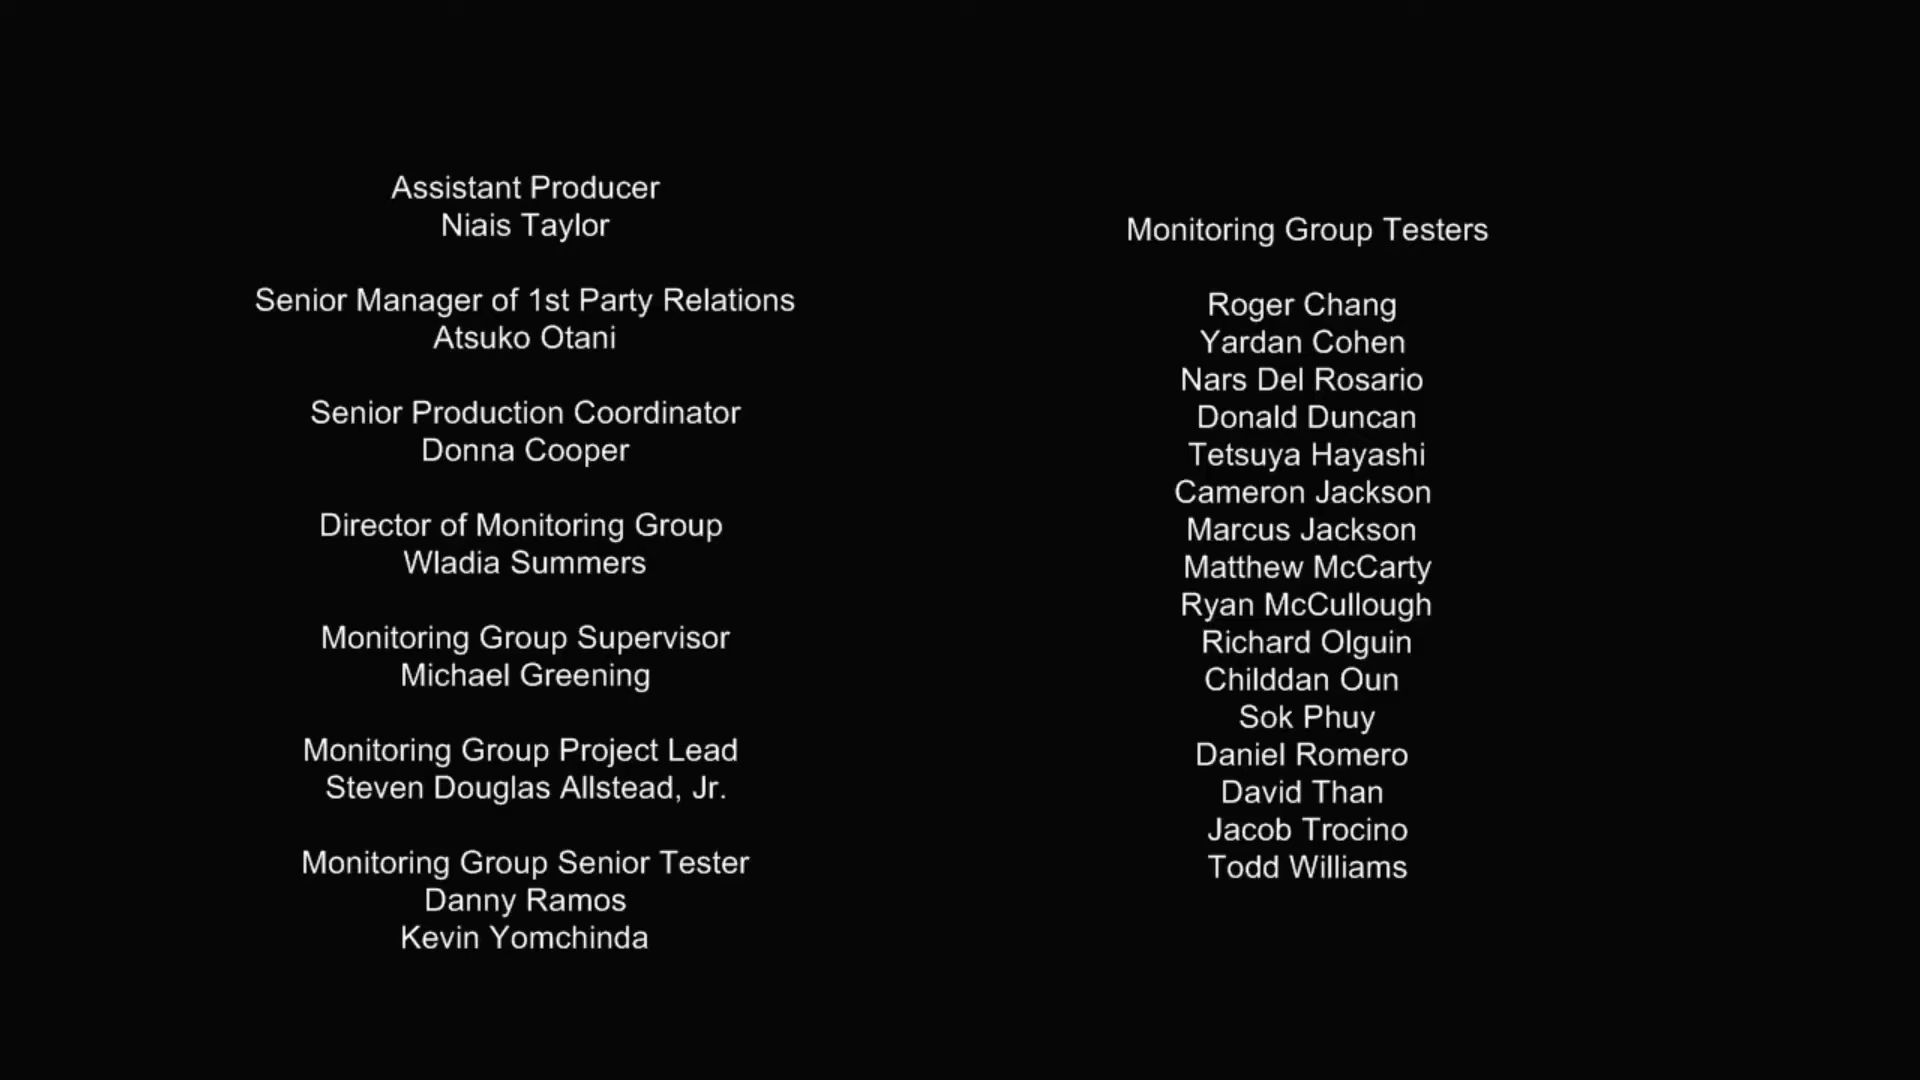 Assistant Producer
Niais Taylor
Senior Manager of 1st Party Relations
Atsuko Otani
Senior Production Coordinator
Donna Cooper
Director of Monitoring Group
Wladia Summers
Monitoring Group Supervisor
Michael Greening
Monitoring Group Project Lead
Steven Douglas Allstead, Jr.
Monitoring Group Senior Tester
Danny Ramos
Kevin Yomchinda
Monitoring Group Testers
Roger Chang
Yardan Cohen
Nars Del Rosario
Donald Duncan
Tetsuya Hayashi
Cameron Jackson
Marcus Jackson
Matthew McCarty
Ryan McCullough
Richard Olguin
Childdan Oun
Sok Phuy
Daniel Romero
David Than
Jacob Trocino
Todd Williams